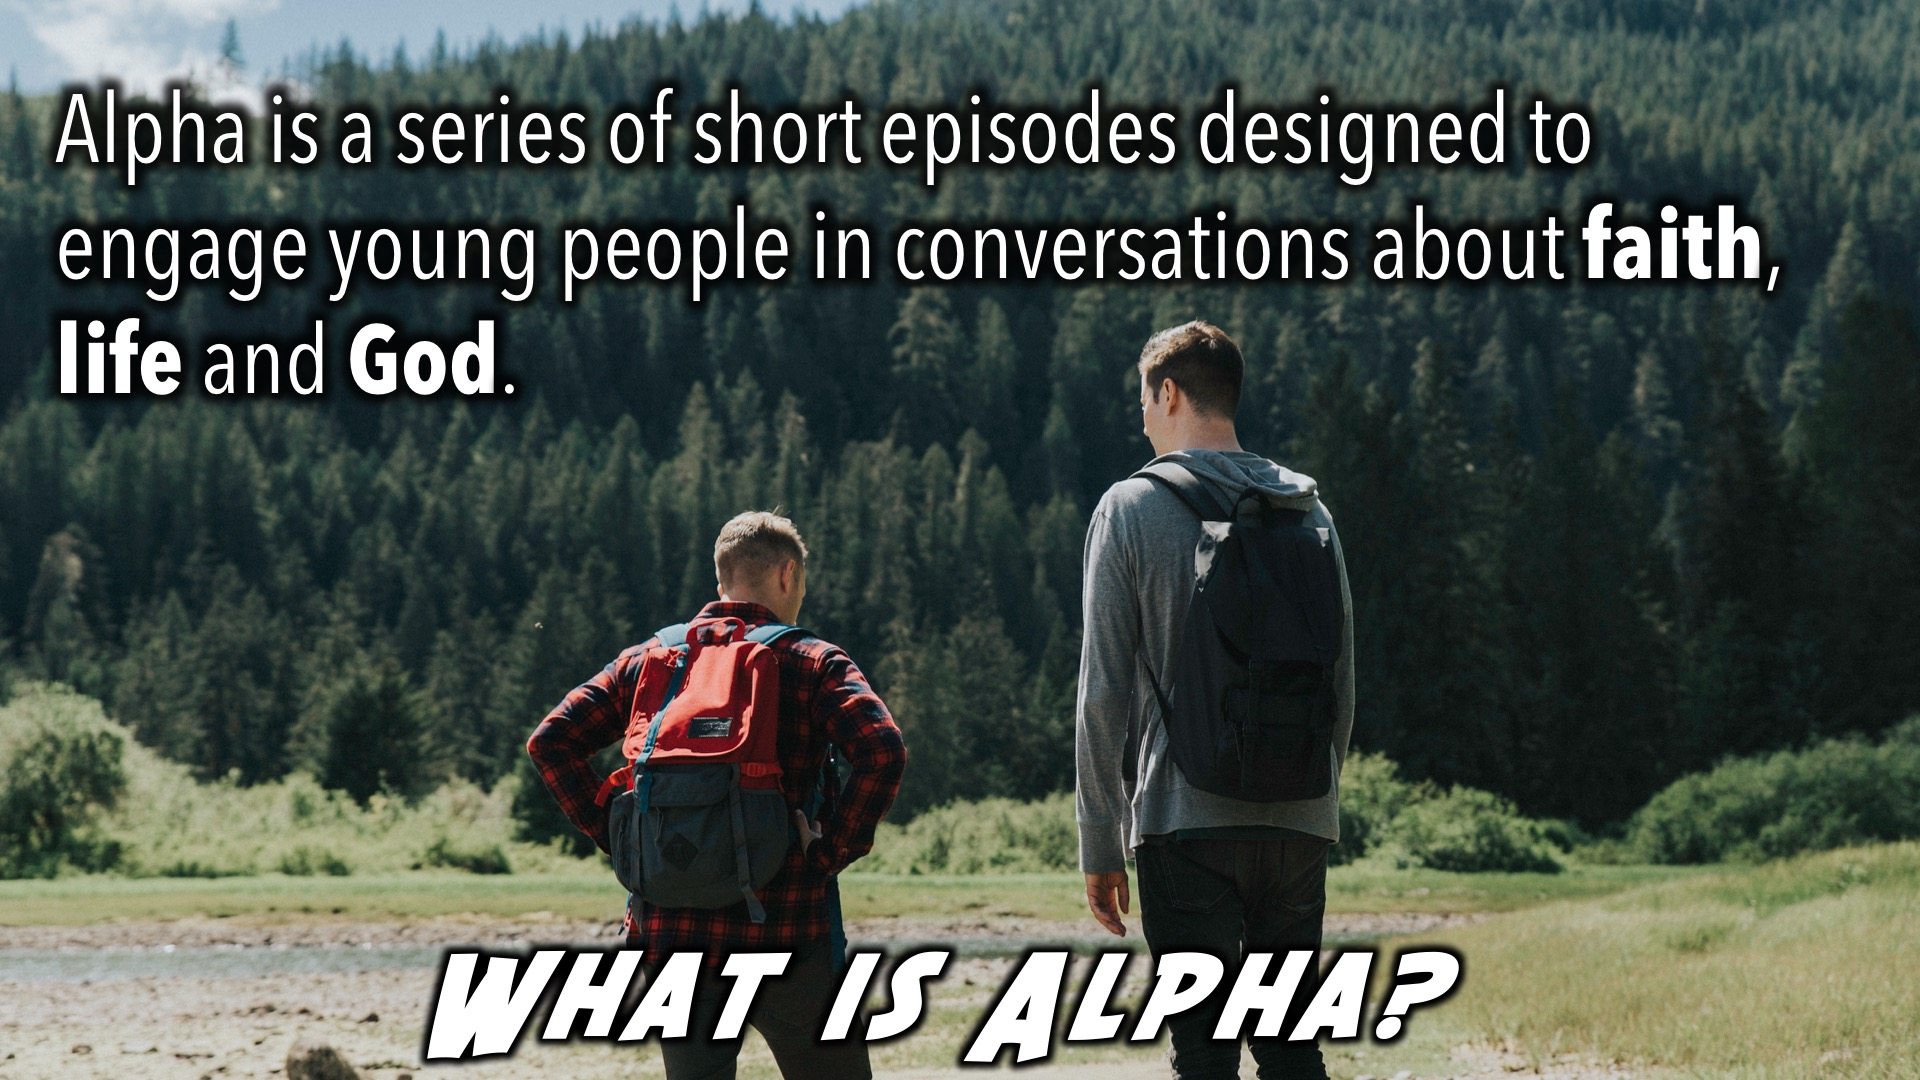 Alpha is a series of short episodes designed to
engage young people in conversations about faith,
life and God.
What is Alpha?